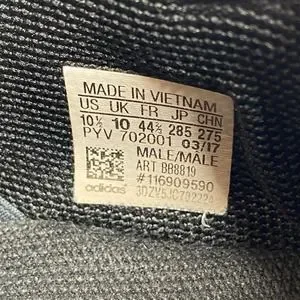 MADE IN VIETNAM
US UK FR JP CHN
10½ 10 44⅔ 285 275
PYV 702001 03/17
MALE/MALE
ART BB8819
#116909590
adidas